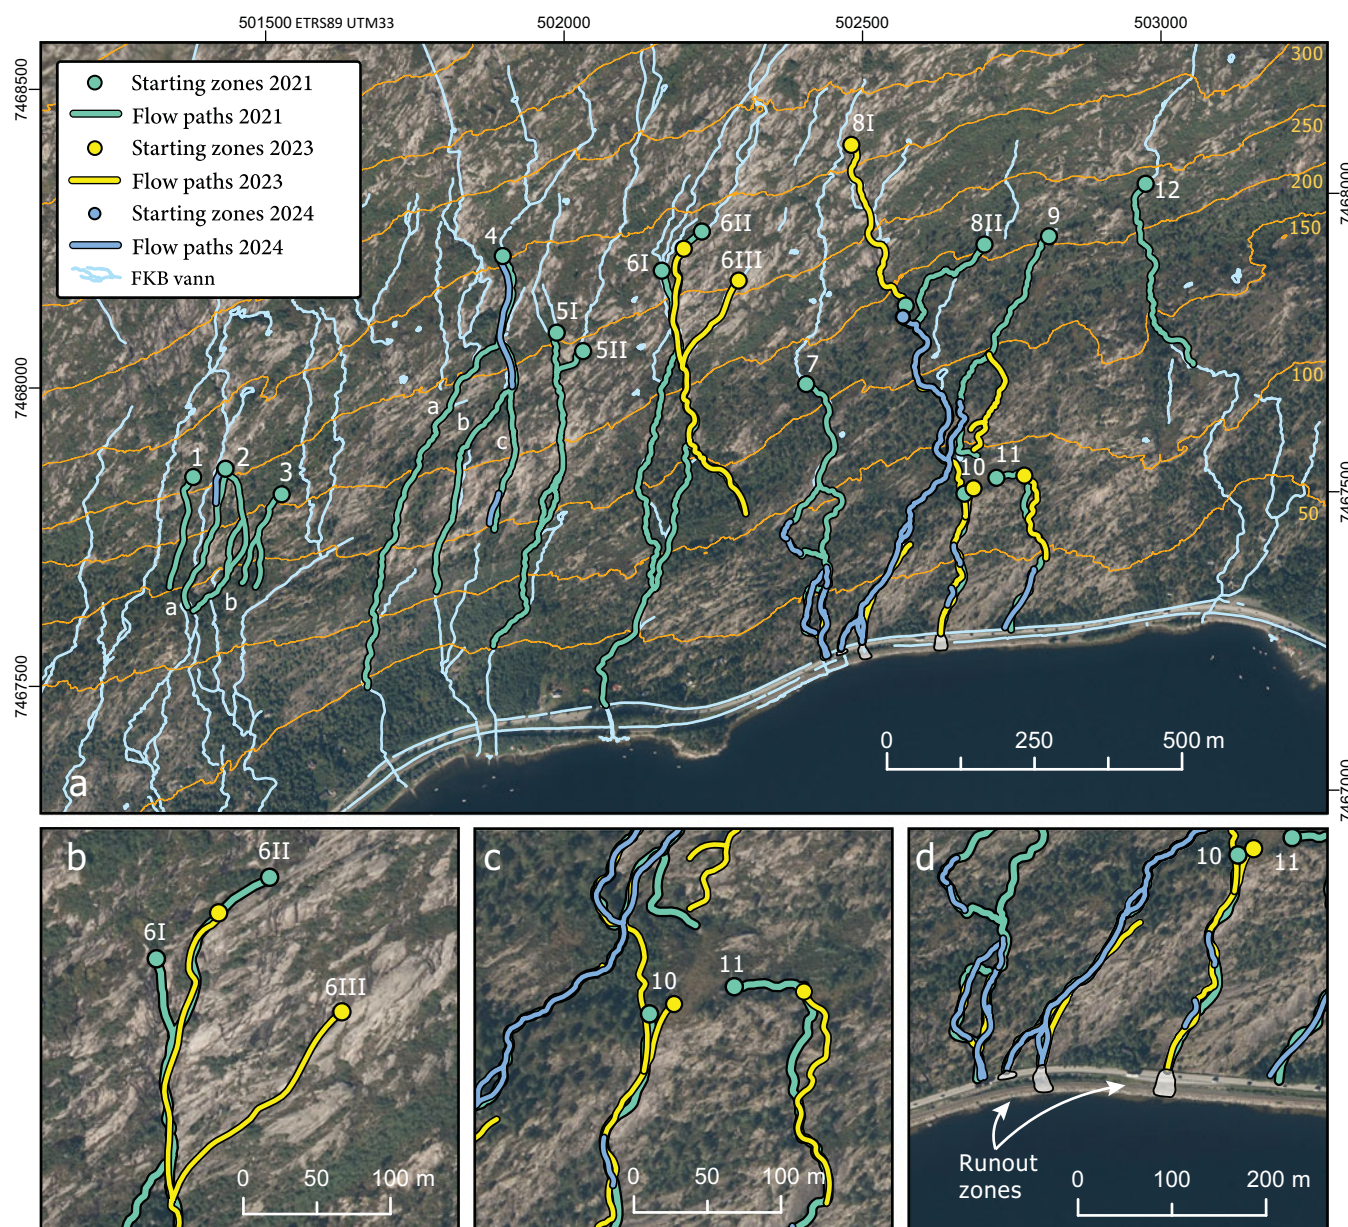 501500 ETRS89 UTM33
502000
502500
503000
7468500
7468000
7467500
7468000
7467500
7467000
Starting zones 2021
Flow paths 2021
Starting zones 2023
Flow paths 2023
Starting zones 2024
Flow paths 2024
FKB vann
300
250
200
150
100
50
8I
12
8II
9
4
6II
6I
6III
5I
5II
7
a
b
c
1
2
3
10
11
a
b
0 250 500 m
a
b
6II
6I
6III
0 50 100 m
c
10
11
0 50 100 m
d
10
11
Runout
zones
0 100 200 m